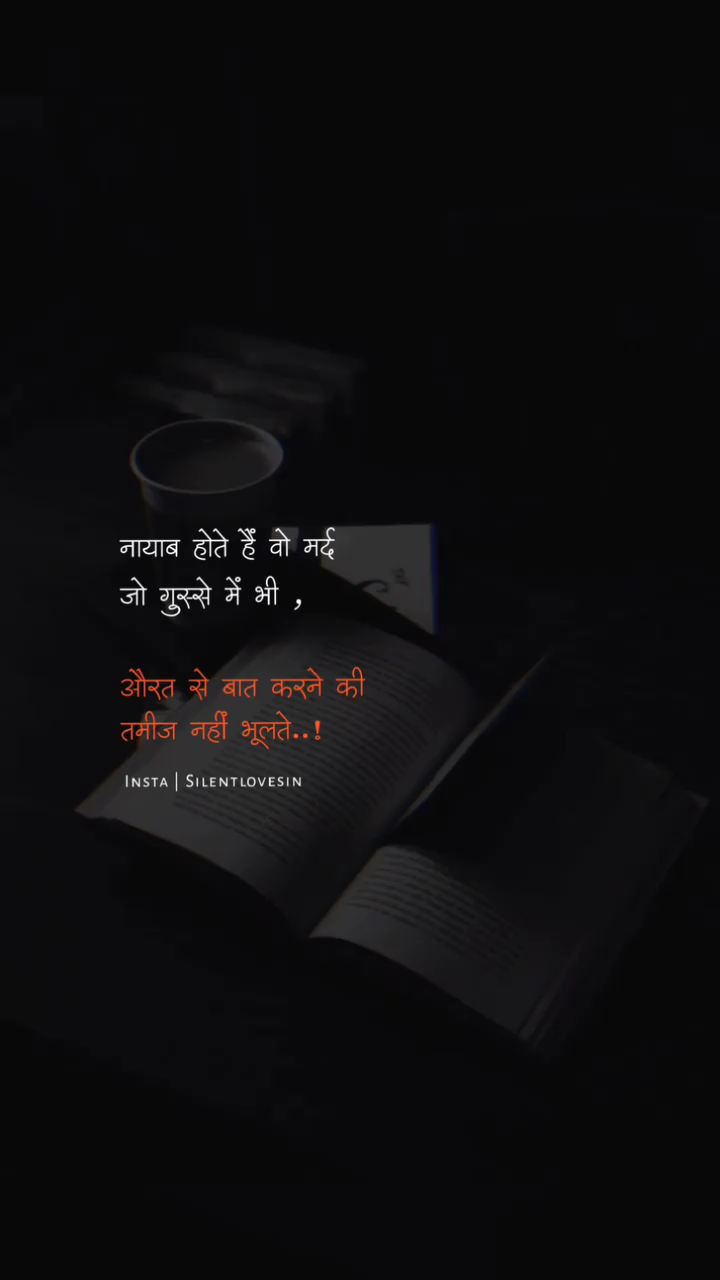 नायाब होते हैं वो मर्द
जो गुस्से में भी ,
औरत से बात करने की
तमीज नहीं भूलते..!
Insta | Silentlovesin